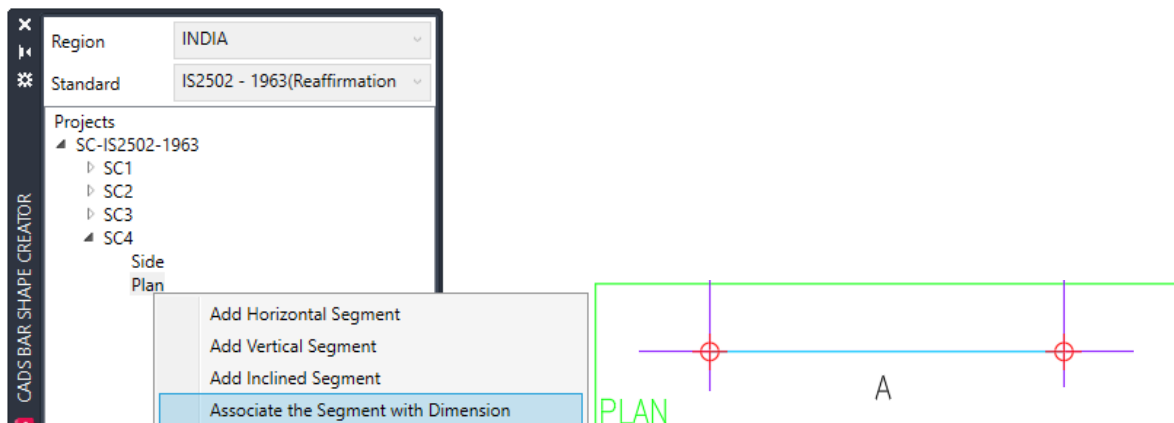 Region INDIA
Standard IS2502 - 1963(Reaffirmation
Projects
SC-IS2502-1963
SC1
SC2
SC3
SC4
Side
Plan
Add Horizontal Segment
Add Vertical Segment
Add Inclined Segment
Associate the Segment with Dimension
CADS BAR SHAPE CREATOR
A
PLAN